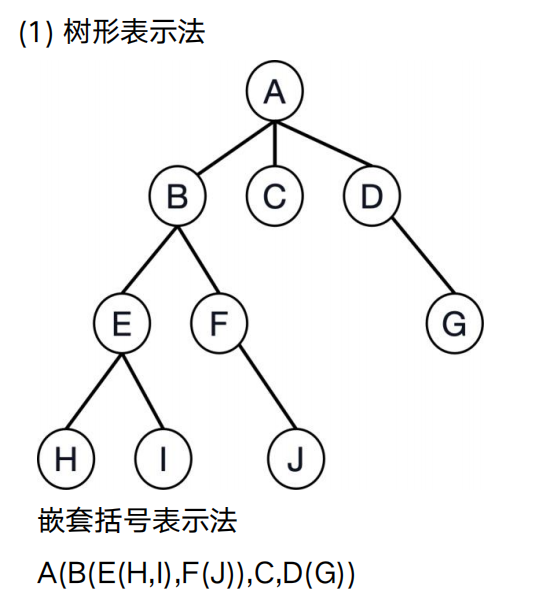 (1) 树形表示法
A
B C D
E F G
H I J
嵌套括号表示法
A(B(E(H,I),F(J)),C,D(G))